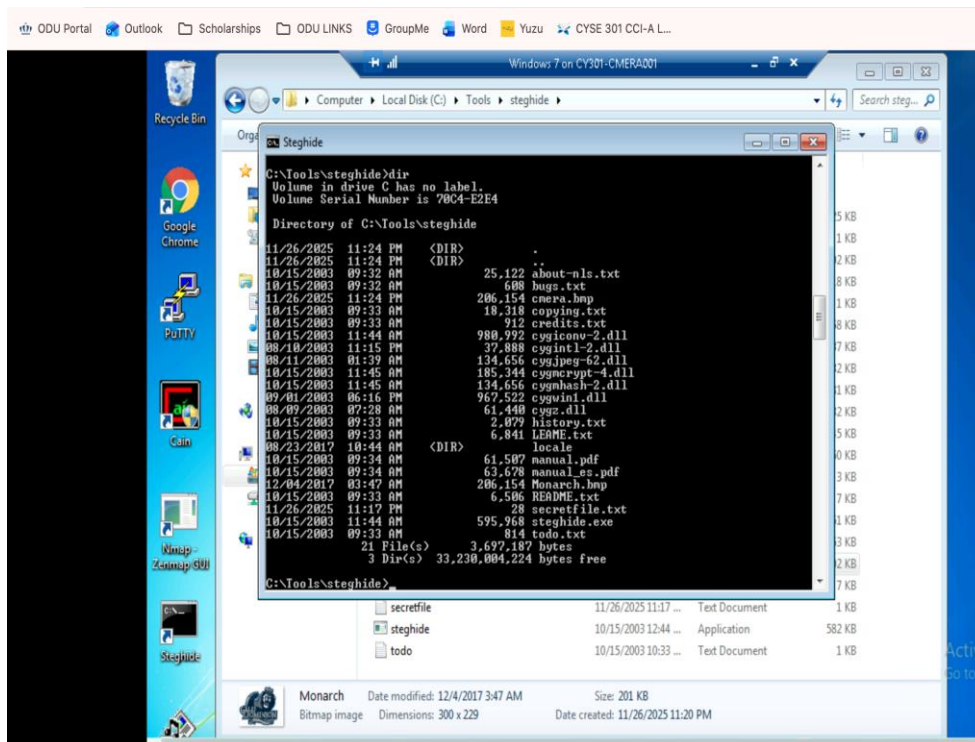 ODU Portal Outlook Scholarships ODU LINKS GroupMe Word Yuzu CYSE 301 CCI-A L...
Windows 7 on CY301-CMERA001
Recycle Bin
Computer Local Disk (C:) Tools steghide
Search steg...
Steghide
C:\Tools\steghide>dir
Volume in drive C has no label.
Volume Serial Number is 70C4-E2E4
Directory of C:\Tools\steghide
11/26/2025 11:24 PM <DIR> .
11/26/2025 11:24 PM <DIR> ..
10/15/2003 09:32 AM 25,122 about-nls.txt
10/15/2003 09:32 AM 608 bugs.txt
11/26/2025 11:24 PM 206,154 cmera.bmp
10/15/2003 09:33 AM 18,318 copying.txt
10/15/2003 09:33 AM 912 credits.txt
10/15/2003 11:44 AM 980,992 cygiconv-2.dll
08/10/2003 11:15 PM 37,888 cygintl-2.dll
08/11/2003 01:39 AM 134,656 cygjpeg-62.dll
10/15/2003 11:45 AM 185,344 cygmcrypt-4.dll
10/15/2003 11:45 AM 134,656 cygmhash-2.dll
09/01/2003 06:16 PM 967,522 cygwin1.dll
08/09/2003 07:28 AM 61,440 cygz.dll
10/15/2003 09:33 AM 2,079 history.txt
10/15/2003 09:33 AM 6,841 LEAME.txt
08/23/2017 10:44 AM <DIR> locale
10/15/2003 09:34 AM 61,507 manual.pdf
10/15/2003 09:34 AM 63,678 manual_es.pdf
12/04/2017 03:47 AM 206,154 Monarch.bmp
10/15/2003 09:33 AM 6,506 README.txt
11/26/2025 11:17 PM 28 secretfile.txt
10/15/2003 11:44 AM 595,968 steghide.exe
10/15/2003 09:33 AM 814 todo.txt
21 File(s) 3,697,187 bytes
3 Dir(s) 33,230,004,224 bytes free
C:\Tools\steghide>_
Google
Chrome
PuTTY
Cain
Nmap -
Zenmap GUI
Steghide
secretfile 11/26/2025 11:17 ... Text Document 1 KB
steghide 10/15/2003 12:44 ... Application 582 KB
todo 10/15/2003 10:33 ... Text Document 1 KB
Monarch Date modified: 12/4/2017 3:47 AM Size: 201 KB
Bitmap image Dimensions: 300 x 229 Date created: 11/26/2025 11:20 PM